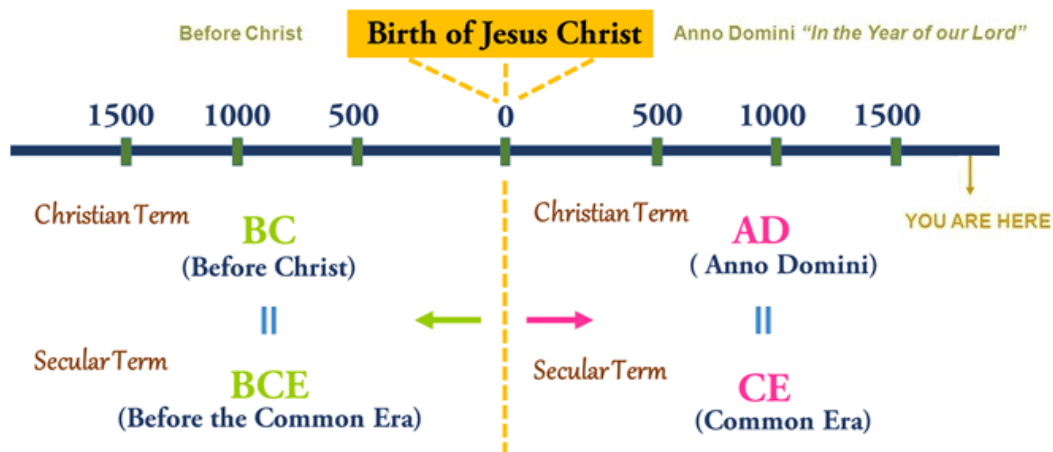 Before Christ
Birth of Jesus Christ
Anno Domini "In the Year of our Lord"
1500 1000 500 0 500 1000 1500
YOU ARE HERE
Christian Term
BC
(Before Christ)
Christian Term
AD
( Anno Domini)
Secular Term
BCE
(Before the Common Era)
Secular Term
CE
(Common Era)